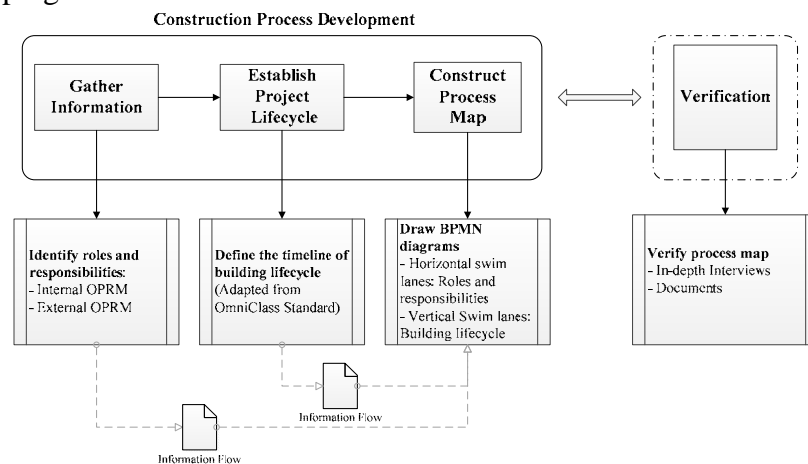 Construction Process Development
Gather
Information
Establish
Project
Lifecycle
Construct
Process
Map
Verification
Identify roles and
responsibilities:
- Internal OPRM
- External OPRM
Define the timeline of
building lifecycle
(Adapted from
OmniClass Standard)
Draw BPMN
diagrams
- Horizontal swim
lanes: Roles and
responsibilities
- Vertical Swim lanes:
Building lifecycle
Verify process map
- In-depth Interviews
- Documents
Information Flow
Information Flow